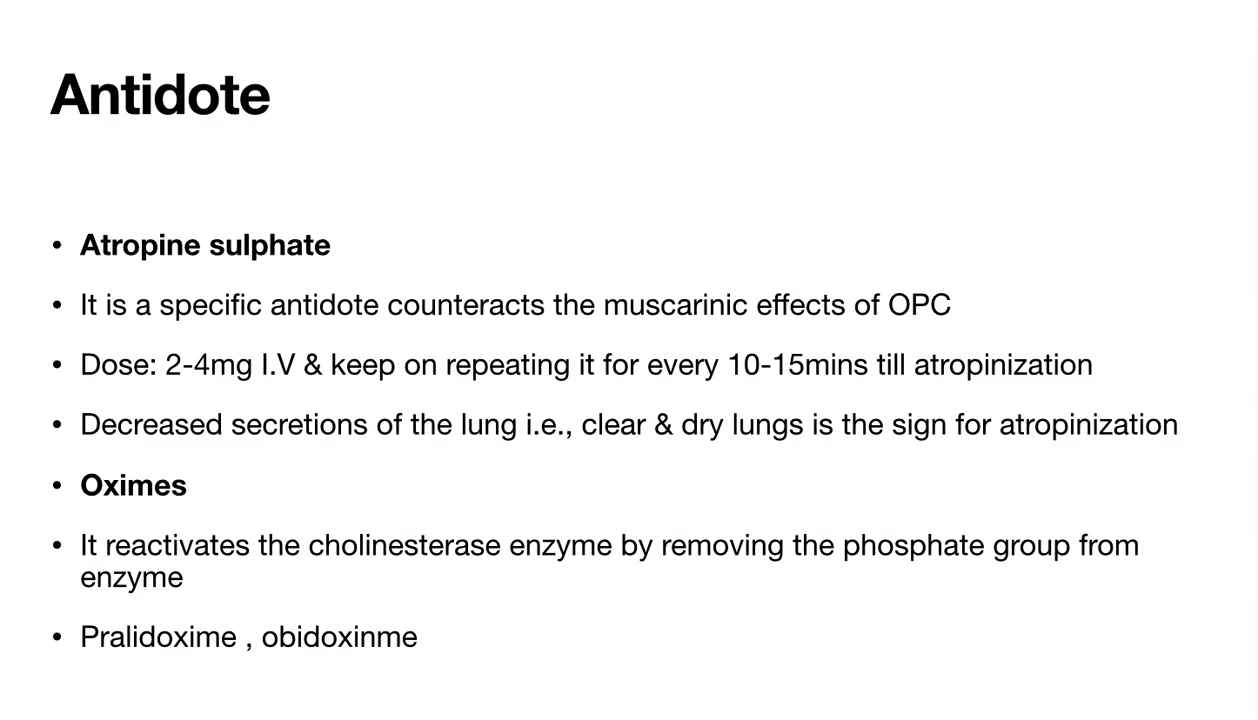 Antidote
• Atropine sulphate
• It is a specific antidote counteracts the muscarinic effects of OPC
• Dose: 2-4mg I.V & keep on repeating it for every 10-15mins till atropinization
• Decreased secretions of the lung i.e., clear & dry lungs is the sign for atropinization
• Oximes
• It reactivates the cholinesterase enzyme by removing the phosphate group from
enzyme
• Pralidoxime , obidoxinme